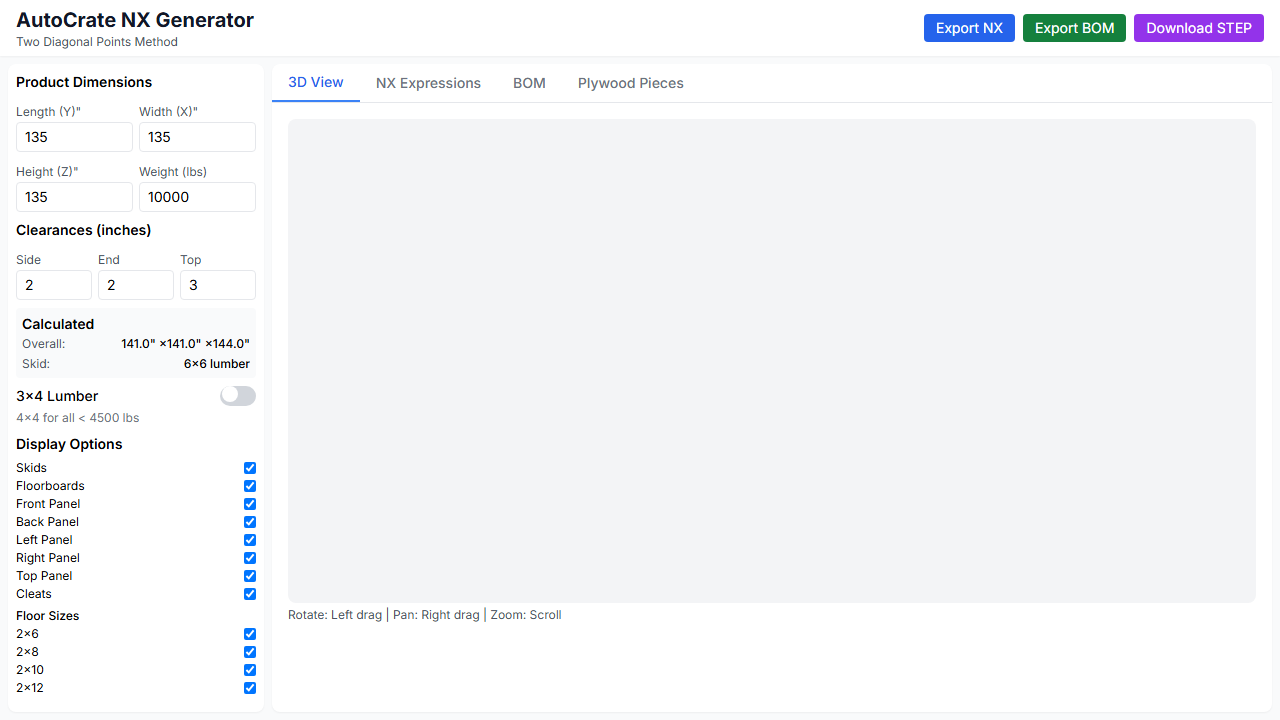 AutoCrate NX Generator
Two Diagonal Points Method
Export NX
Export BOM
Download STEP
Product Dimensions
Length (Y)"
Width (X)"
135
135
Height (Z)"
Weight (lbs)
135
10000
Clearances (inches)
Side
End
Top
2
2
3
Calculated
Overall:
141.0" ×141.0" ×144.0"
Skid:
6×6 lumber
3×4 Lumber
4×4 for all < 4500 lbs
Display Options
Skids
Floorboards
Front Panel
Back Panel
Left Panel
Right Panel
Top Panel
Cleats
Floor Sizes
2×6
2×8
2×10
2×12
3D View
NX Expressions
BOM
Plywood Pieces
Rotate: Left drag | Pan: Right drag | Zoom: Scroll